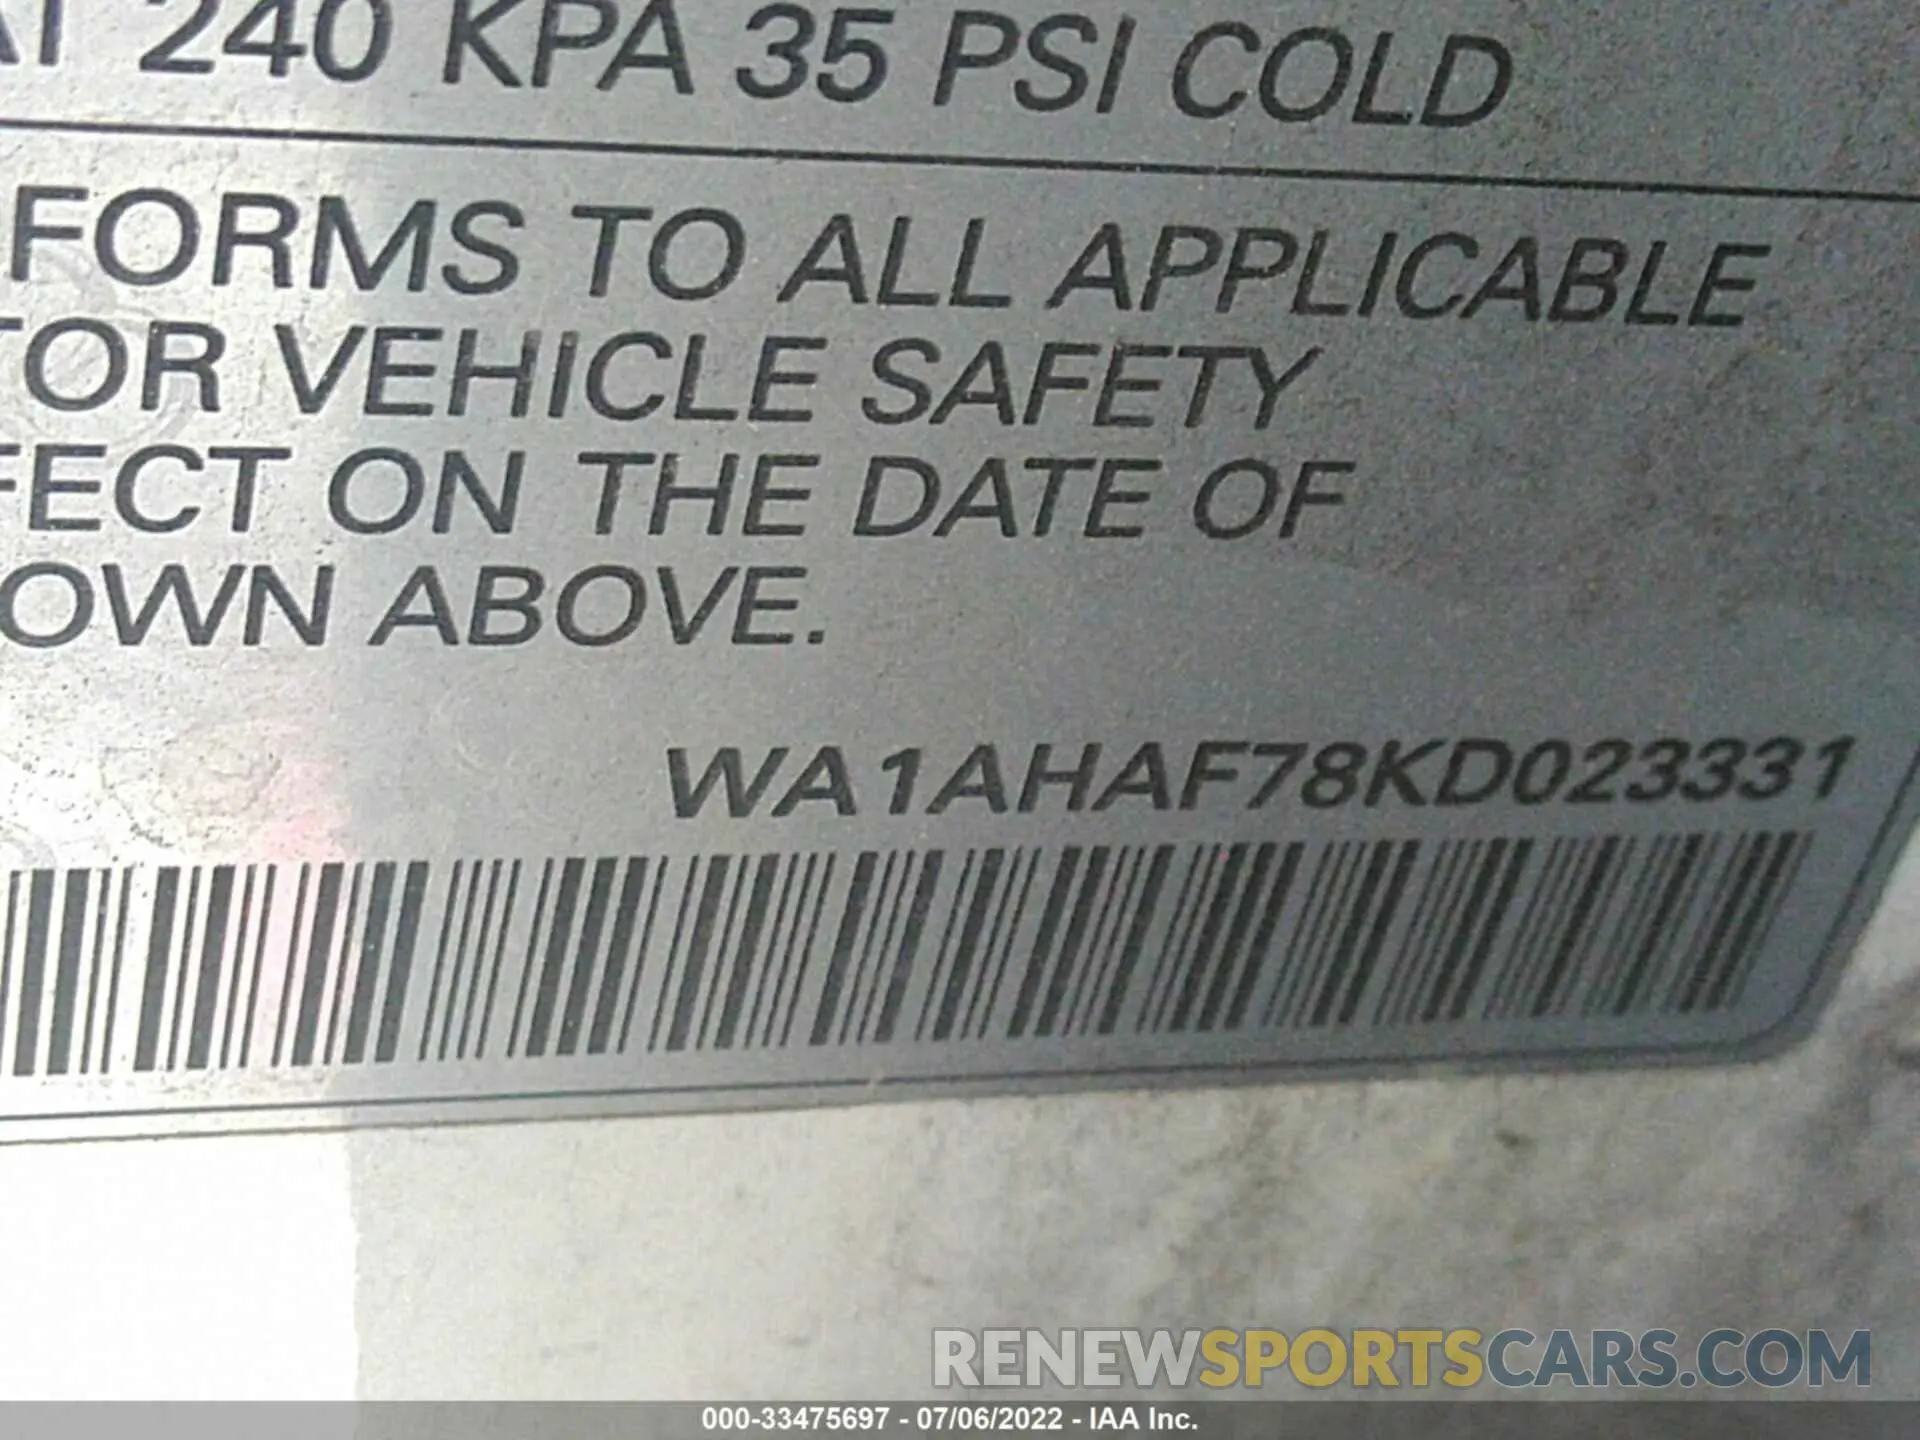 AT 240 KPA 35 PSI COLD
FORMS TO ALL APPLICABLE
TOR VEHICLE SAFETY
FECT ON THE DATE OF
OWN ABOVE.
WA1AHAF78KD023331
RENEWSPORTSCARS.COM
000-33475697 - 07/06/2022 - IAA Inc.